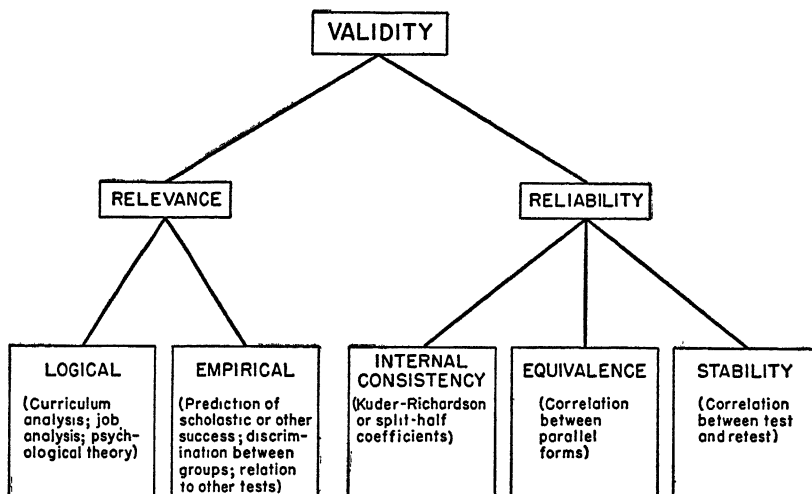 VALIDITY
RELEVANCE
RELIABILITY
LOGICAL
(Curriculum
analysis; job
analysis; psych-
ological theory)
EMPIRICAL
(Prediction of
scholastic or other
success; discrim-
ination between
groups; relation
to other tests)
INTERNAL
CONSISTENCY
(Kuder-Richardson
or split-half
coefficients)
EQUIVALENCE
(Correlation
between
parallel
forms)
STABILITY
(Correlation
between test
and retest)